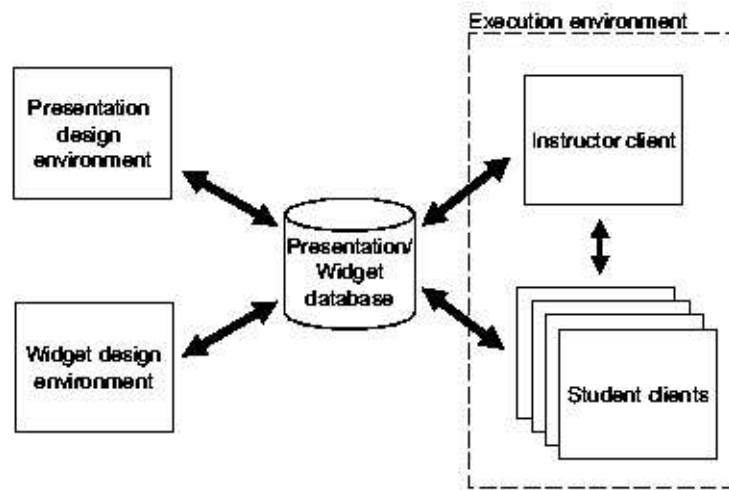 Execution environment
Presentation
design
environment
Instructor client
Presentation/
Widget
database
Widget design
environment
Student clients